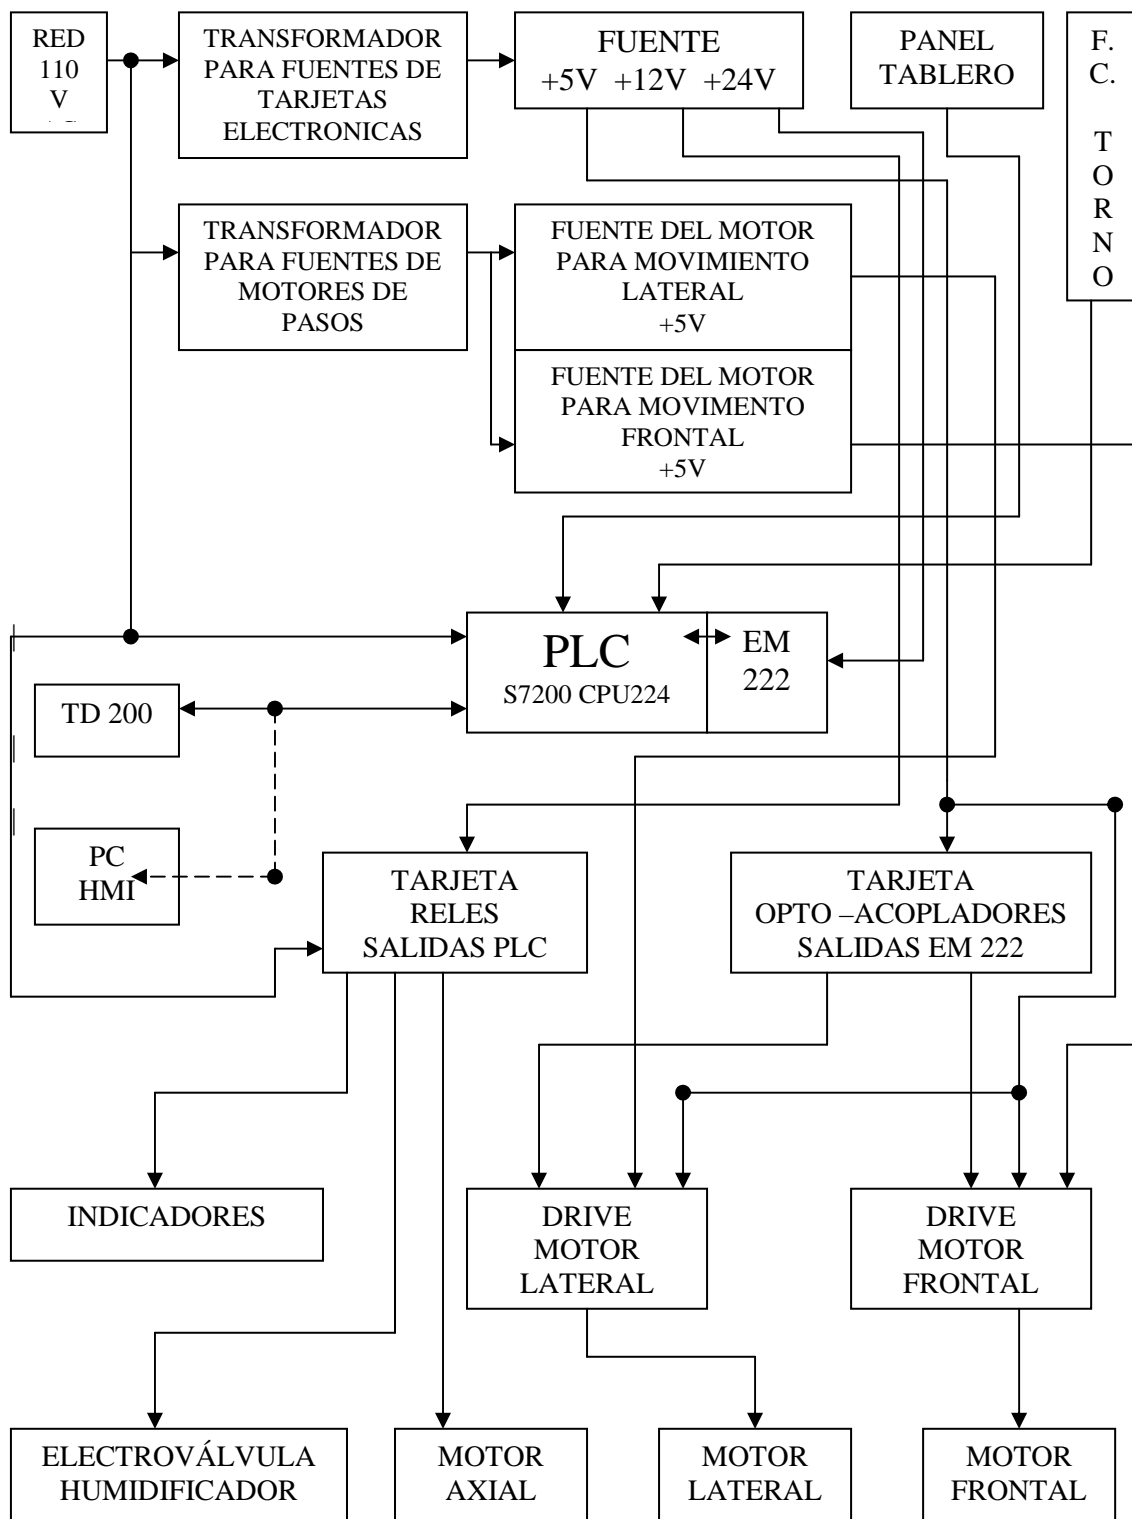 RED
110
V
TRANSFORMADOR
PARA FUENTES DE
TARJETAS
ELECTRONICAS
FUENTE
+5V +12V +24V
PANEL
TABLERO
F.
C.
T
O
R
N
O
TRANSFORMADOR
PARA FUENTES DE
MOTORES DE
PASOS
FUENTE DEL MOTOR
PARA MOVIMIENTO
LATERAL
+5V
FUENTE DEL MOTOR
PARA MOVIMENTO
FRONTAL
+5V
PLC
S7200 CPU224
EM
222
TD 200
PC
HMI
TARJETA
RELES
SALIDAS PLC
TARJETA
OPTO –ACOPLADORES
SALIDAS EM 222
INDICADORES
DRIVE
MOTOR
LATERAL
DRIVE
MOTOR
FRONTAL
ELECTROVÁLVULA
HUMIDIFICADOR
MOTOR
AXIAL
MOTOR
LATERAL
MOTOR
FRONTAL